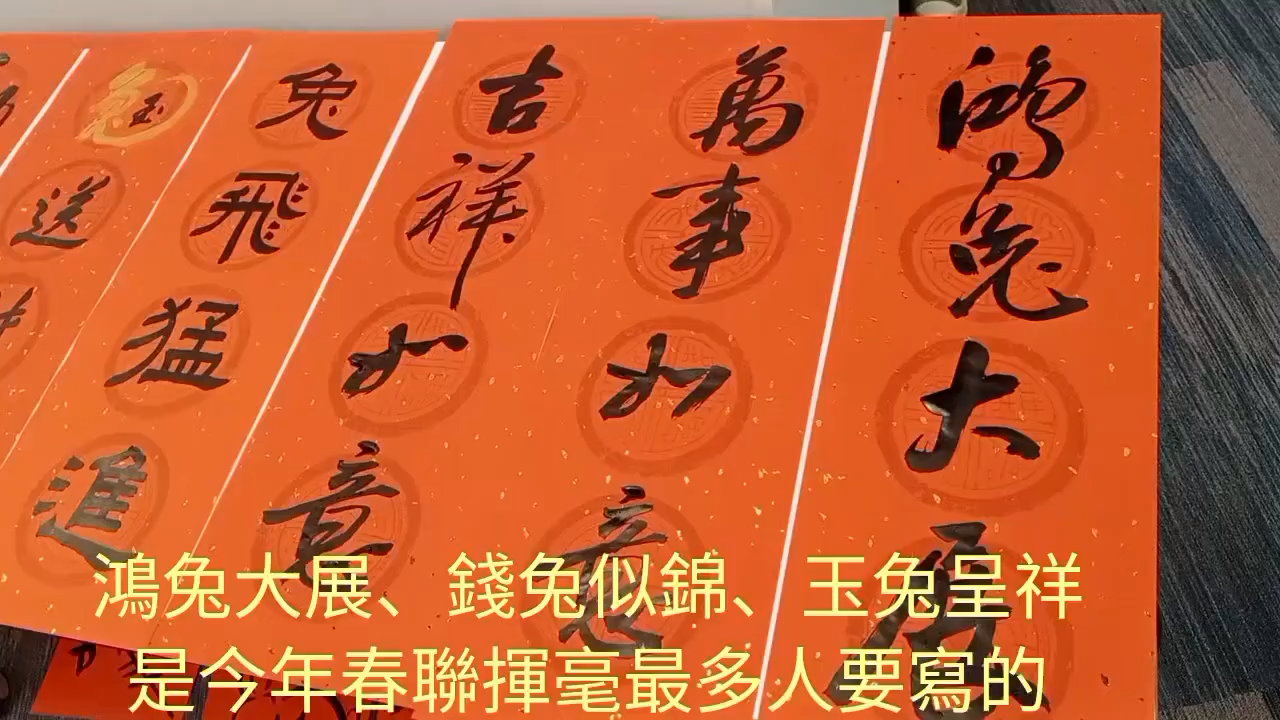 鴻兔大展
萬事如意
吉祥如意
兔飛猛進
鴻兔大展、錢兔似錦、玉兔呈祥
是今年春聯揮毫最多人要寫的